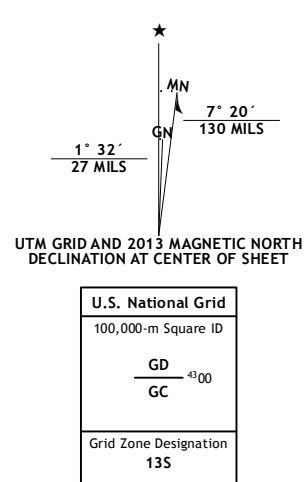 ★
MN
7° 20´
130 MILS
GN
1° 32´
27 MILS
UTM GRID AND 2013 MAGNETIC NORTH
DECLINATION AT CENTER OF SHEET
U.S. National Grid
100,000-m Square ID
GD
4300
GC
Grid Zone Designation
13S